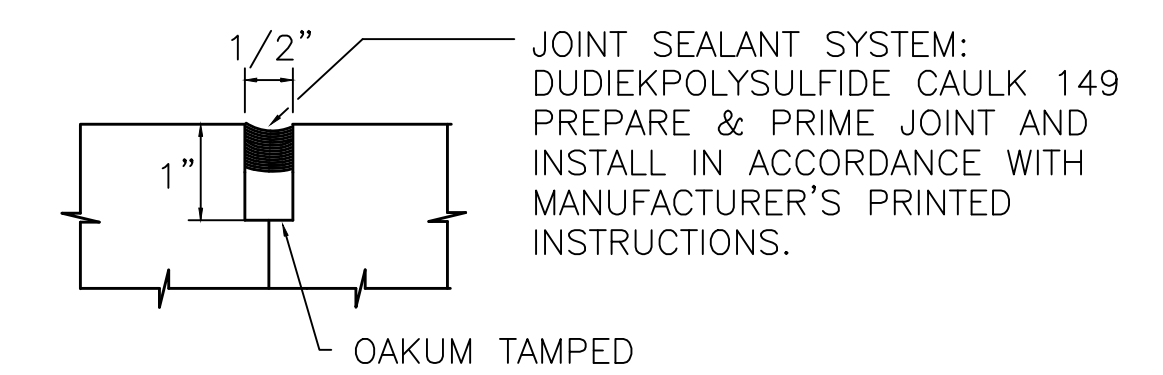 1/2"
JOINT SEALANT SYSTEM:
DUDIEKPOLYSULFIDE CAULK 149
PREPARE & PRIME JOINT AND
INSTALL IN ACCORDANCE WITH
MANUFACTURER'S PRINTED
INSTRUCTIONS.
1"
OAKUM TAMPED